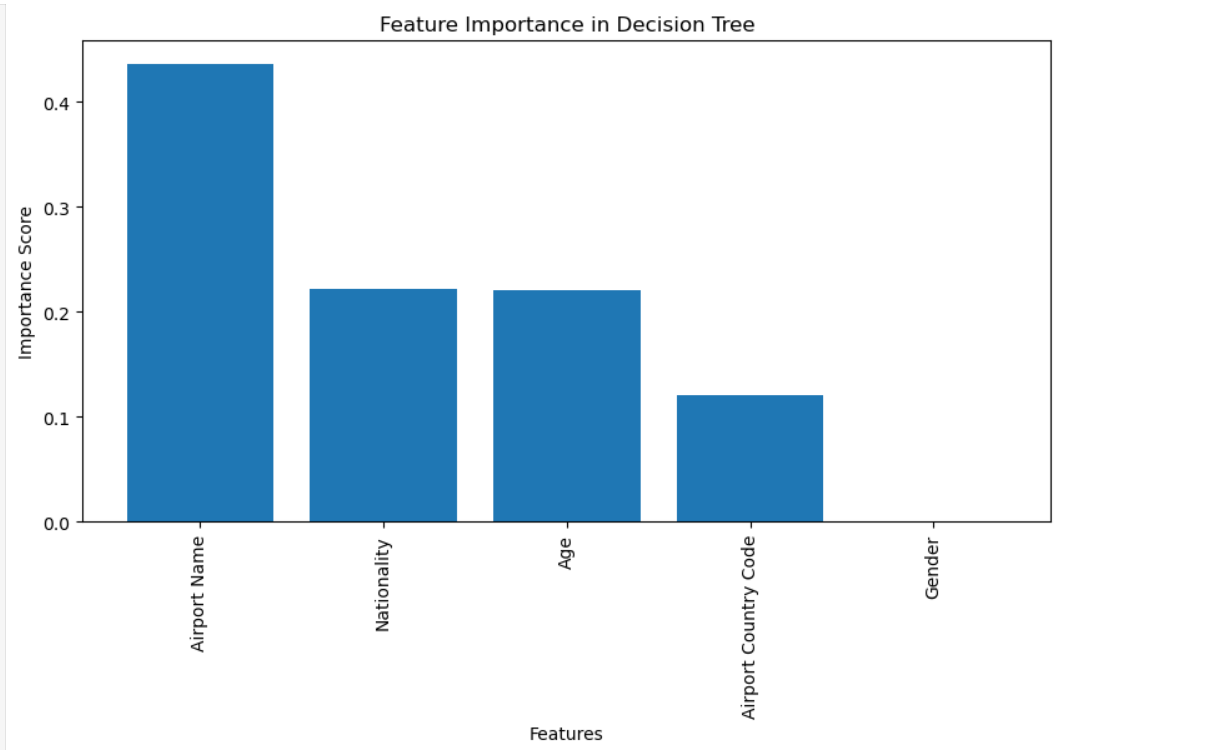 Feature Importance in Decision Tree
Importance Score
0.4
0.3
0.2
0.1
0.0
Airport Name
Nationality
Age
Airport Country Code
Gender
Features